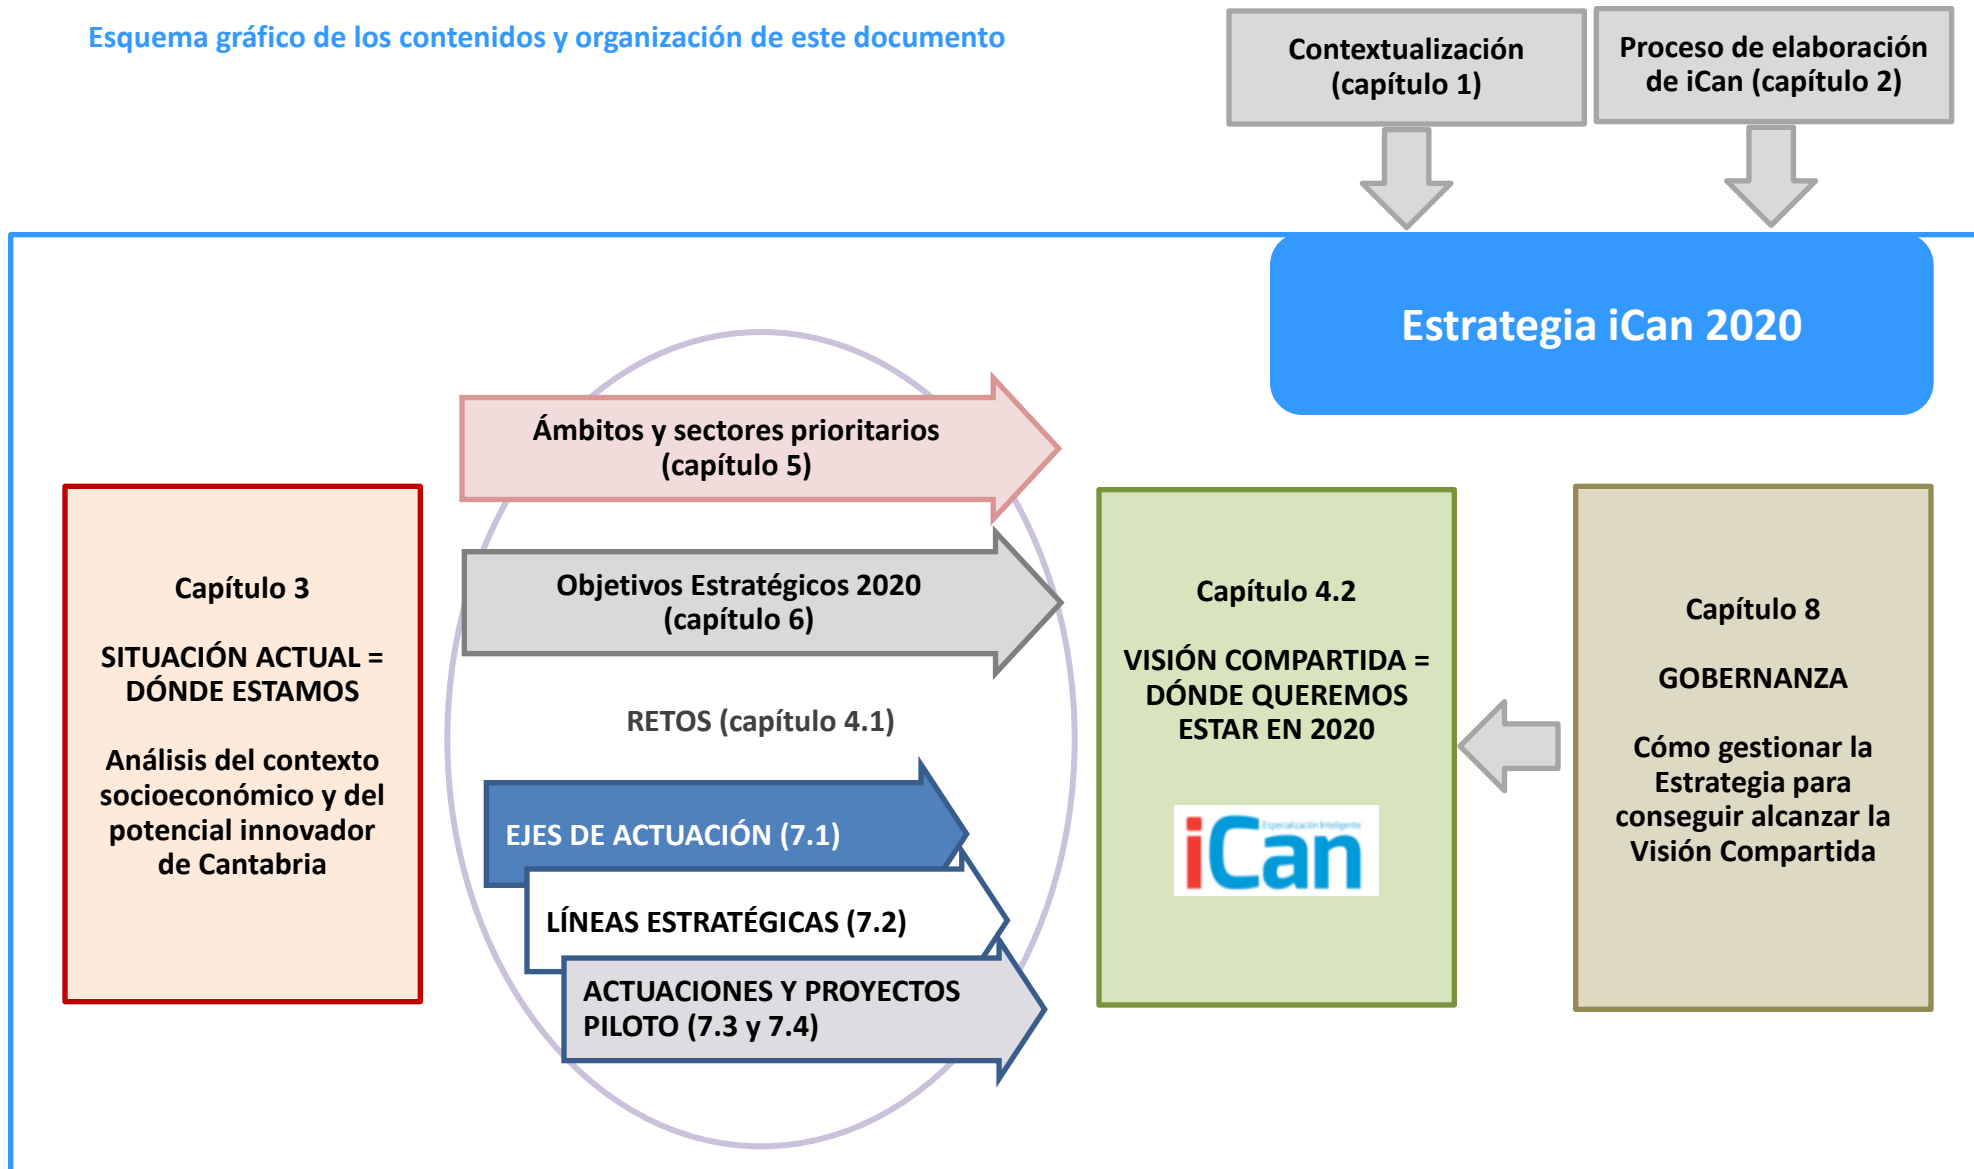 Esquema gráfico de los contenidos y organización de este documento
Contextualización
(capítulo 1)
Proceso de elaboración
de iCan (capítulo 2)
Estrategia iCan 2020
Ámbitos y sectores prioritarios
(capítulo 5)
Objetivos Estratégicos 2020
(capítulo 6)
RETOS (capítulo 4.1)
EJES DE ACTUACIÓN (7.1)
LÍNEAS ESTRATÉGICAS (7.2)
ACTUACIONES Y PROYECTOS
PILOTO (7.3 y 7.4)
Capítulo 3
SITUACIÓN ACTUAL =
DÓNDE ESTAMOS
Análisis del contexto
socioeconómico y del
potencial innovador
de Cantabria
Capítulo 4.2
VISIÓN COMPARTIDA =
DÓNDE QUEREMOS
ESTAR EN 2020
Especialización Inteligente
iCan
Capítulo 8
GOBERNANZA
Cómo gestionar la
Estrategia para
conseguir alcanzar la
Visión Compartida